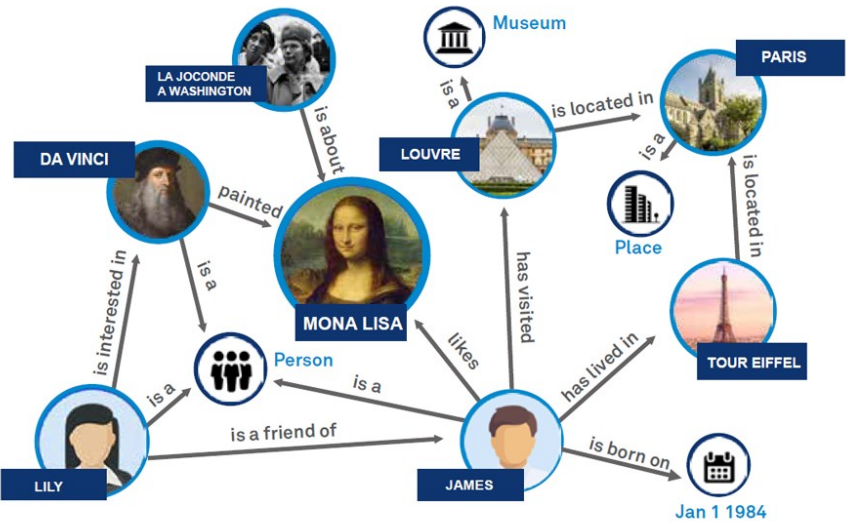 Museum
PARIS
LA JOCONDE
A WASHINGTON
is a
is located in
is about
LOUVRE
is a
DA VINCI
painted
is located in
Place
is a
has visited
is interested in
MONA LISA
likes
Person
has lived in
TOUR EIFFEL
is a
is a
is a friend of
is born on
LILY
JAMES
Jan 1 1984